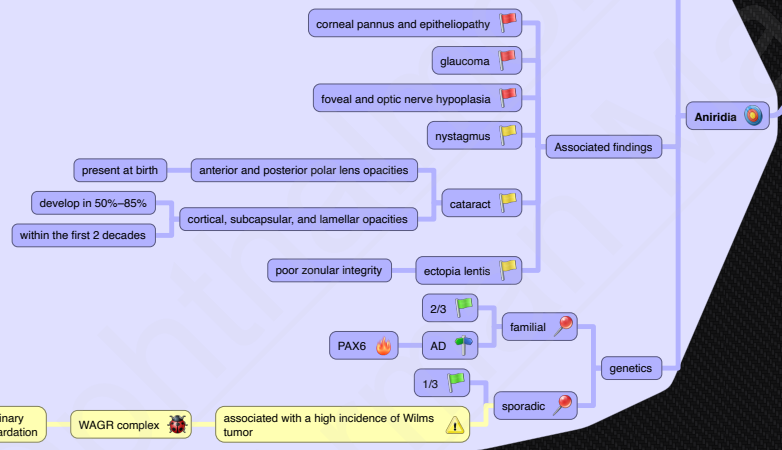 corneal pannus and epitheliopathy
glaucoma
foveal and optic nerve hypoplasia
Aniridia
nystagmus
Associated findings
present at birth
anterior and posterior polar lens opacities
develop in 50%–85%
cataract
cortical, subcapsular, and lamellar opacities
within the first 2 decades
poor zonular integrity
ectopia lentis
2/3
familial
PAX6
AD
genetics
1/3
sporadic
associated with a high incidence of Wilms
tumor
WAGR complex